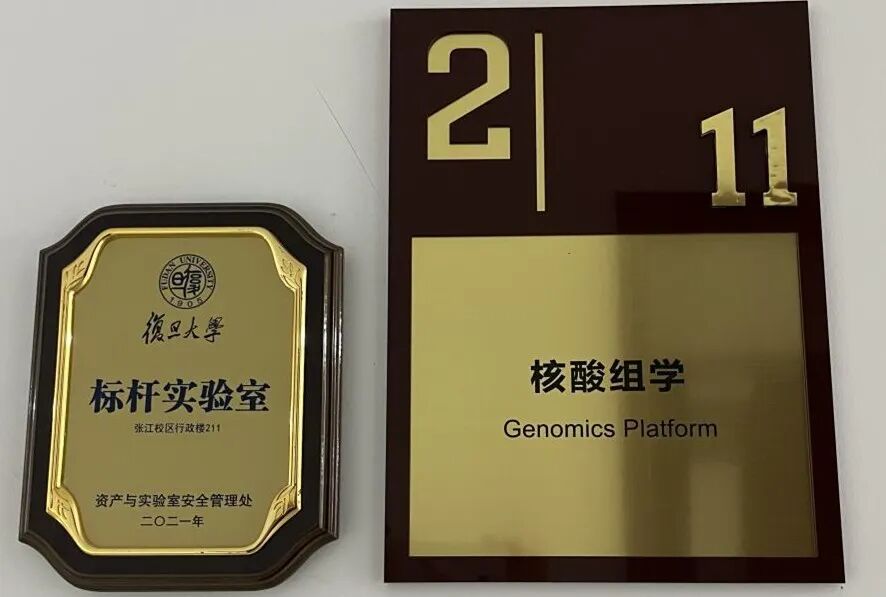 FUDAN UNIVERSITY
1905
復旦大學
标杆实验室
张江校区行政楼211
资产与实验室安全管理处
二〇二一年
2
11
核酸组学
Genomics Platform